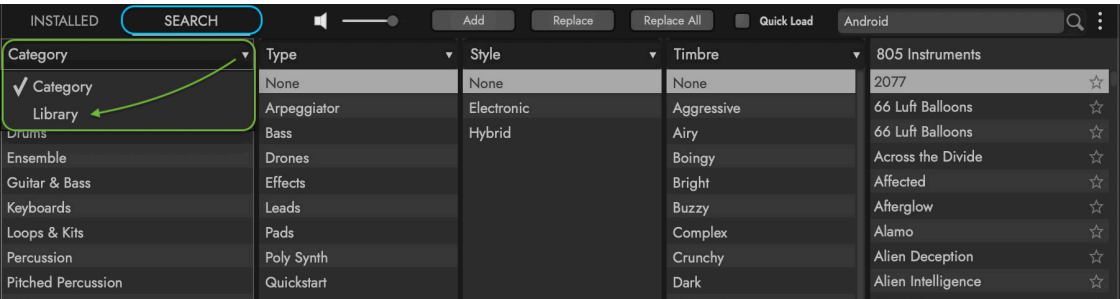 INSTALLED SEARCH Add Replace Replace All Quick Load Android
Category Type Style Timbre 805 Instruments
Category None None None 2077
Library Arpeggiator Electronic Aggressive 66 Luft Balloons
Drums Bass Hybrid Airy 66 Luft Balloons
Ensemble Drones Boingy Across the Divide
Guitar & Bass Effects Bright Affected
Keyboards Leads Buzzy Afterglow
Loops & Kits Pads Complex Alamo
Percussion Poly Synth Crunchy Alien Deception
Pitched Percussion Quickstart Dark Alien Intelligence